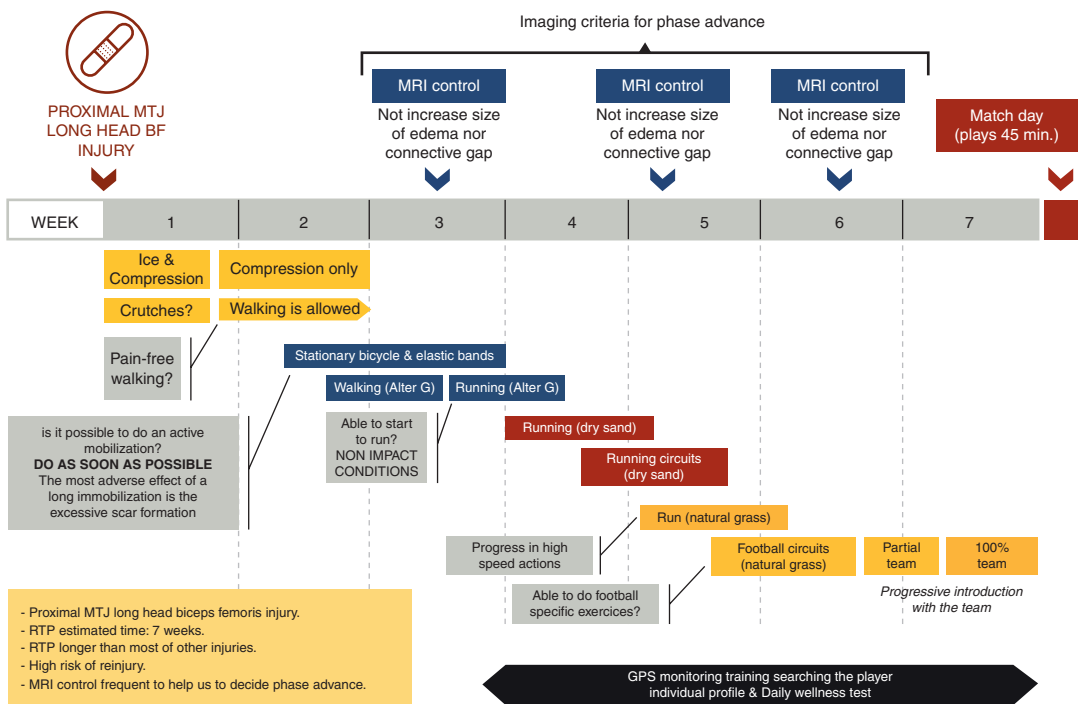 Imaging criteria for phase advance
PROXIMAL MTJ
LONG HEAD BF
INJURY
MRI control
Not increase size
of edema nor
connective gap
MRI control
Not increase size
of edema nor
connective gap
MRI control
Not increase size
of edema nor
connective gap
Match day
(plays 45 min.)
WEEK
1
2
3
4
5
6
7
Ice &
Compression
Compression only
Crutches?
Walking is allowed
Pain-free
walking?
Stationary bicycle & elastic bands
Walking (Alter G)
Running (Alter G)
is it possible to do an active
mobilization?
DO AS SOON AS POSSIBLE
The most adverse effect of a
long immobilization is the
excessive scar formation
Able to start
to run?
NON IMPACT
CONDITIONS
Running (dry sand)
Running circuits
(dry sand)
Run (natural grass)
Progress in high
speed actions
Football circuits
(natural grass)
Partial
team
100%
team
Able to do football
specific exercices?
Progressive introduction
with the team
- Proximal MTJ long head biceps femoris injury.
- RTP estimated time: 7 weeks.
- RTP longer than most of other injuries.
- High risk of reinjury.
- MRI control frequent to help us to decide phase advance.
GPS monitoring training searching the player
individual profile & Daily wellness test